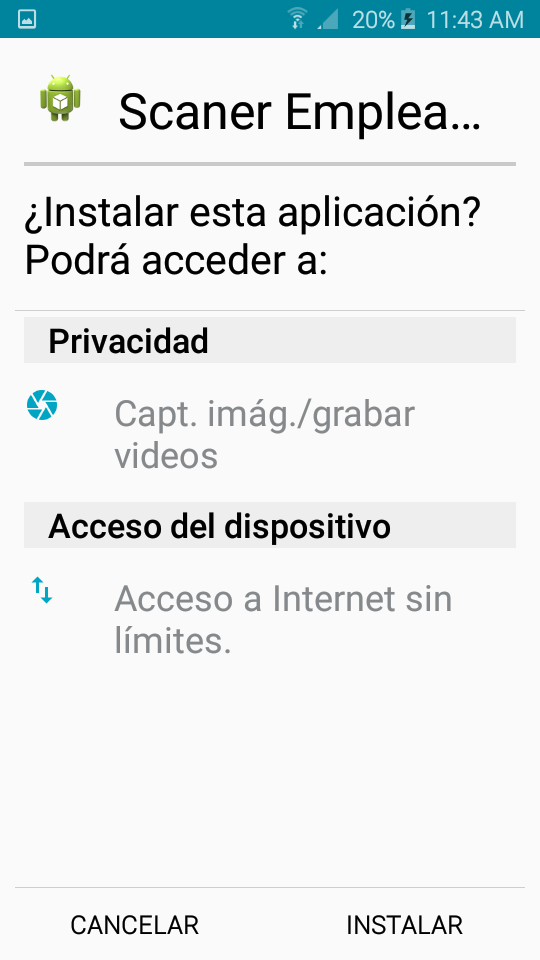 20% 11:43 AM
Scaner Emplea...
¿Instalar esta aplicación?
Podrá acceder a:
Privacidad
Capt. imág./grabar
videos
Acceso del dispositivo
Acceso a Internet sin
límites.
CANCELAR INSTALAR